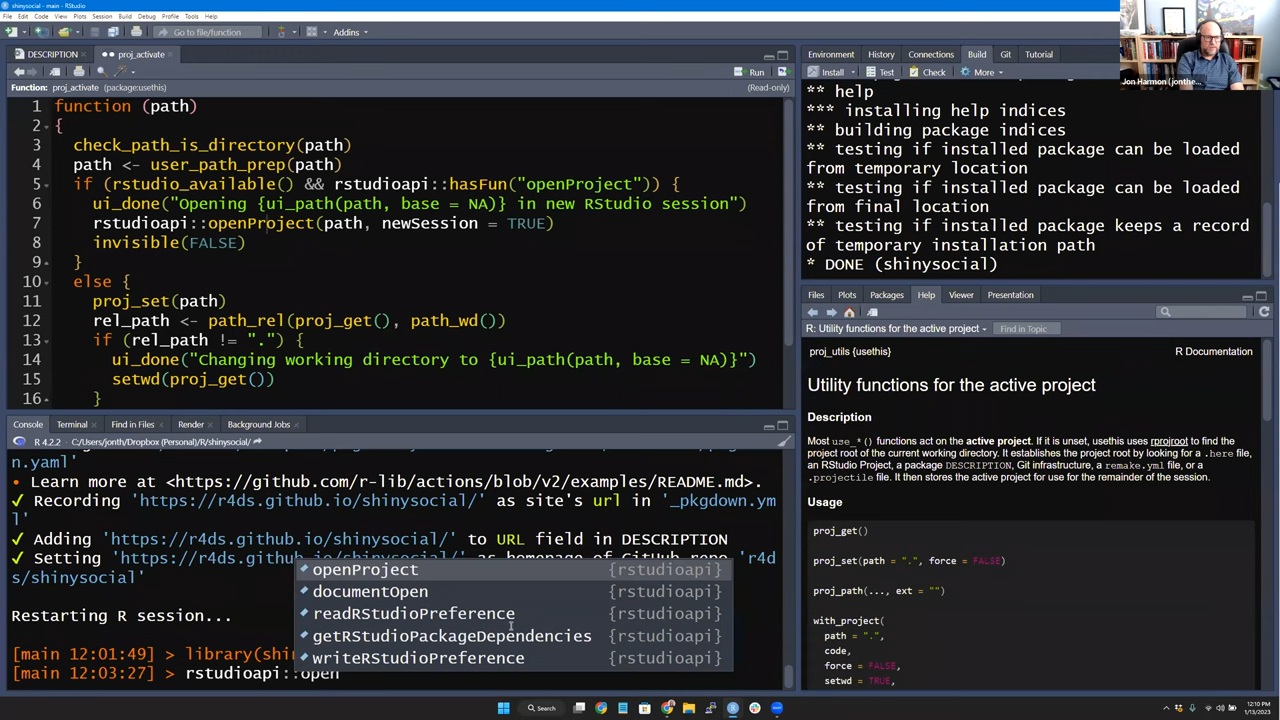 shinysocial - main - RStudio
File Edit Code View Plots Session Build Debug Profile Tools Help
Go to file/function
Addins
DESCRIPTION
proj_activate
Run
Function: proj_activate (package:usethis)
(Read-only)
1 function (path)
2 {
3 check_path_is_directory(path)
4 path <- user_path_prep(path)
5 if (rstudio_available() && rstudioapi::hasFun("openProject")) {
6 ui_done("Opening {ui_path(path, base = NA)} in new RStudio session")
7 rstudioapi::openProject(path, newSession = TRUE)
8 invisible(FALSE)
9 }
10 else {
11 proj_set(path)
12 rel_path <- path_rel(proj_get(), path_wd())
13 if (rel_path != ".") {
14 ui_done("Changing working directory to {ui_path(path, base = NA)}")
15 setwd(proj_get())
16 }
Console
Terminal
Find in Files
Render
Background Jobs
R 4.2.2 · C:/Users/jonth/Dropbox (Personal)/R/shinysocial/
n.yaml'
• Learn more at <https://github.com/r-lib/actions/blob/v2/examples/README.md>.
✔ Recording 'https://r4ds.github.io/shinysocial/' as site's url in '_pkgdown.ym
l'
✔ Adding 'https://r4ds.github.io/shinysocial/' to URL field in DESCRIPTION
✔ Setting 'https://r4ds.github.io/shinysocial/' as homepage of GitHub repo 'r4d
s/shinysocial'
Restarting R session...
[main 12:01:49] > library(shi
[main 12:03:27] > rstudioapi::open
openProject {rstudioapi}
documentOpen {rstudioapi}
readRStudioPreference {rstudioapi}
getRStudioPackageDependencies {rstudioapi}
writeRStudioPreference {rstudioapi}
Environment
History
Connections
Build
Git
Tutorial
Install
Test
Check
More
** help
*** installing help indices
** building package indices
** testing if installed package can be loaded
from temporary location
** testing if installed package can be loaded
from final location
** testing if installed package keeps a record
of temporary installation path
* DONE (shinysocial)
Files
Plots
Packages
Help
Viewer
Presentation
R: Utility functions for the active project
Find in Topic
proj_utils {usethis}
R Documentation
Utility functions for the active project
Description
Most use_*() functions act on the active project. If it is unset, usethis uses rprojroot to find the
project root of the current working directory. It establishes the project root by looking for a .here file,
an RStudio Project, a package DESCRIPTION, Git infrastructure, a remake.yml file, or a
.projectile file. It then stores the active project for use for the remainder of the session.
Usage
proj_get()
proj_set(path = ".", force = FALSE)
proj_path(..., ext = "")
with_project(
path = ".",
code,
force = FALSE,
setwd = TRUE,
Jon Harmon (jonthe...
Search
12:10 PM
1/13/2023